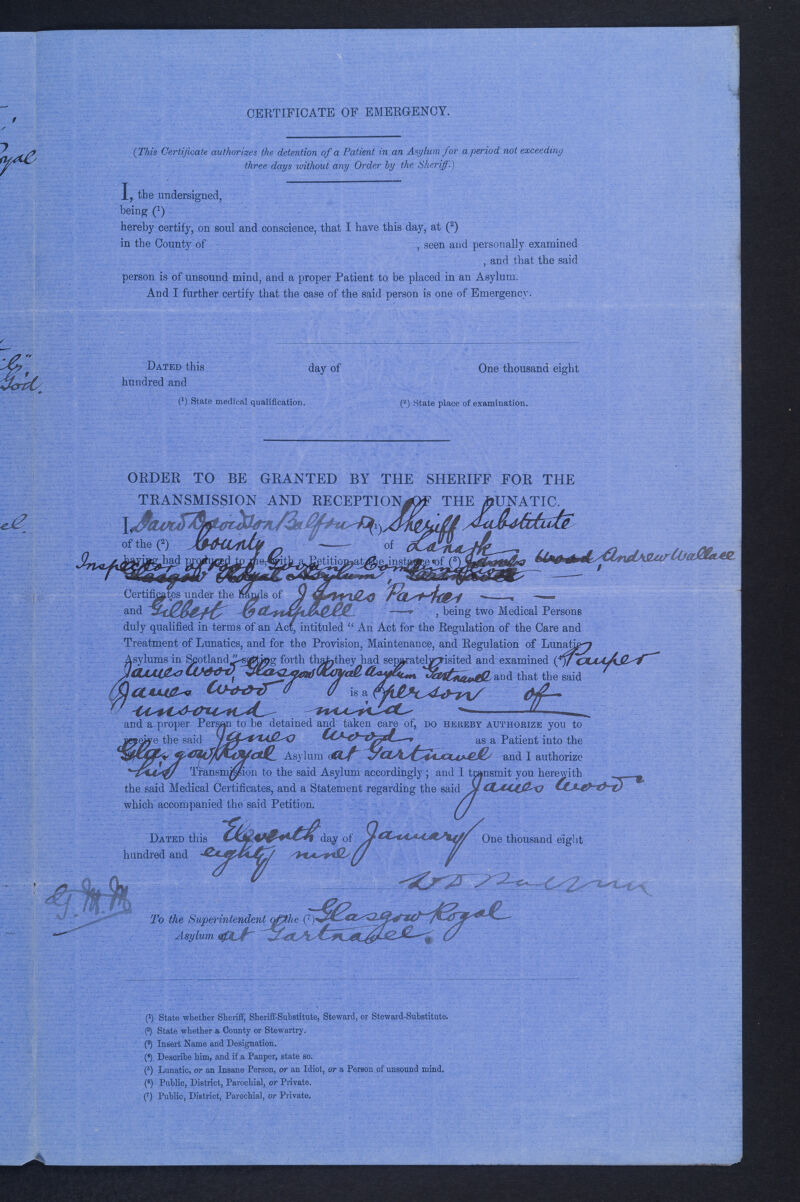 yal
ily"
God.
el.
CERTIFICATE OF EMERGENCY.
(This Certificate authorizes the detention of a Patient in an Asylum for a period not exceeding
three days without any Order by the Sheriff.)
I, the undersigned,
being (¹)
hereby certify, on soul and conscience, that I have this day, at (²)
in the County of , seen and personally examined
, and that the said
person is of unsound mind, and a proper Patient to be placed in an Asylum.
And I further certify that the case of the said person is one of Emergency.
DATED this day of One thousand eight
hundred and
(¹) State medical qualification. (²) State place of examination.
ORDER TO BE GRANTED BY THE SHERIFF FOR THE
TRANSMISSION AND RECEPTION OF THE LUNATIC.
I, David Davidson Balfour (¹) Sheriff Substitute
of the (²) County — of Lanark
having had produced to me with a Petition at the instance of (³) James Wood, Andrew Wallace
Inspector of Poor, Govan Combination —,
Glasgow Royal Asylum, Gartnavel
Certificates under the hands of James Parker — —
and Gilbert Campbell — , being two Medical Persons
duly qualified in terms of an Act, intituled "An Act for the Regulation of the Care and
Treatment of Lunatics, and for the Provision, Maintenance, and Regulation of Lunatic
Asylums in Scotland," setting forth that they had separately visited and examined (⁴) Pauper
James Wood, Glasgow Royal Asylum Gartnavel and that the said
James Wood is a (⁵) person of
unsound mind —
and a proper Person to be detained and taken care of, DO HEREBY AUTHORIZE you to
receive the said James Wood as a Patient into the
Glasgow Royal Asylum at Gartnavel and I authorize
his Transmission to the said Asylum accordingly; and I transmit you herewith
the said Medical Certificates, and a Statement regarding the said James Wood
which accompanied the said Petition.
DATED this Eleventh day of January One thousand eight
hundred and eighty nine
D D Balfour
G. M. M
To the Superintendent of the (⁷) Glasgow Royal
Asylum at Gartnavel.
(¹) State whether Sheriff, Sheriff-Substitute, Steward, or Steward-Substitute.
(²) State whether a County or Stewartry.
(³) Insert Name and Designation.
(⁴) Describe him, and if a Pauper, state so.
(⁵) Lunatic, or an Insane Person, or an Idiot, or a Person of unsound mind.
(⁶) Public, District, Parochial, or Private.
(⁷) Public, District, Parochial, or Private.